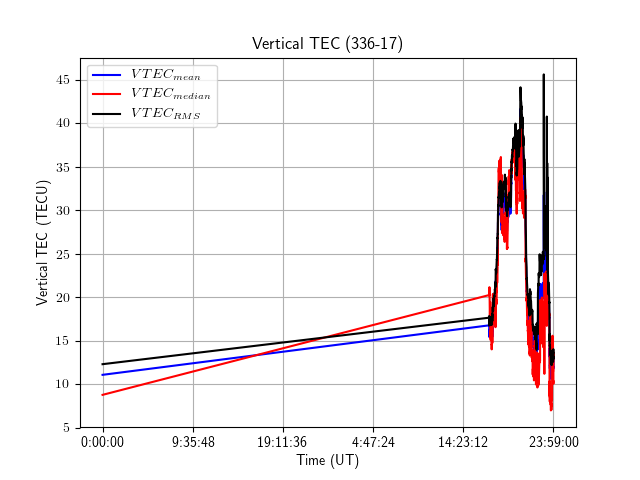 Vertical TEC (336-17)
VTEC_mean
VTEC_median
VTEC_RMS
Vertical TEC (TECU)
45
40
35
30
25
20
15
10
5
0:00:00 9:35:48 19:11:36 4:47:24 14:23:12 23:59:00
Time (UT)